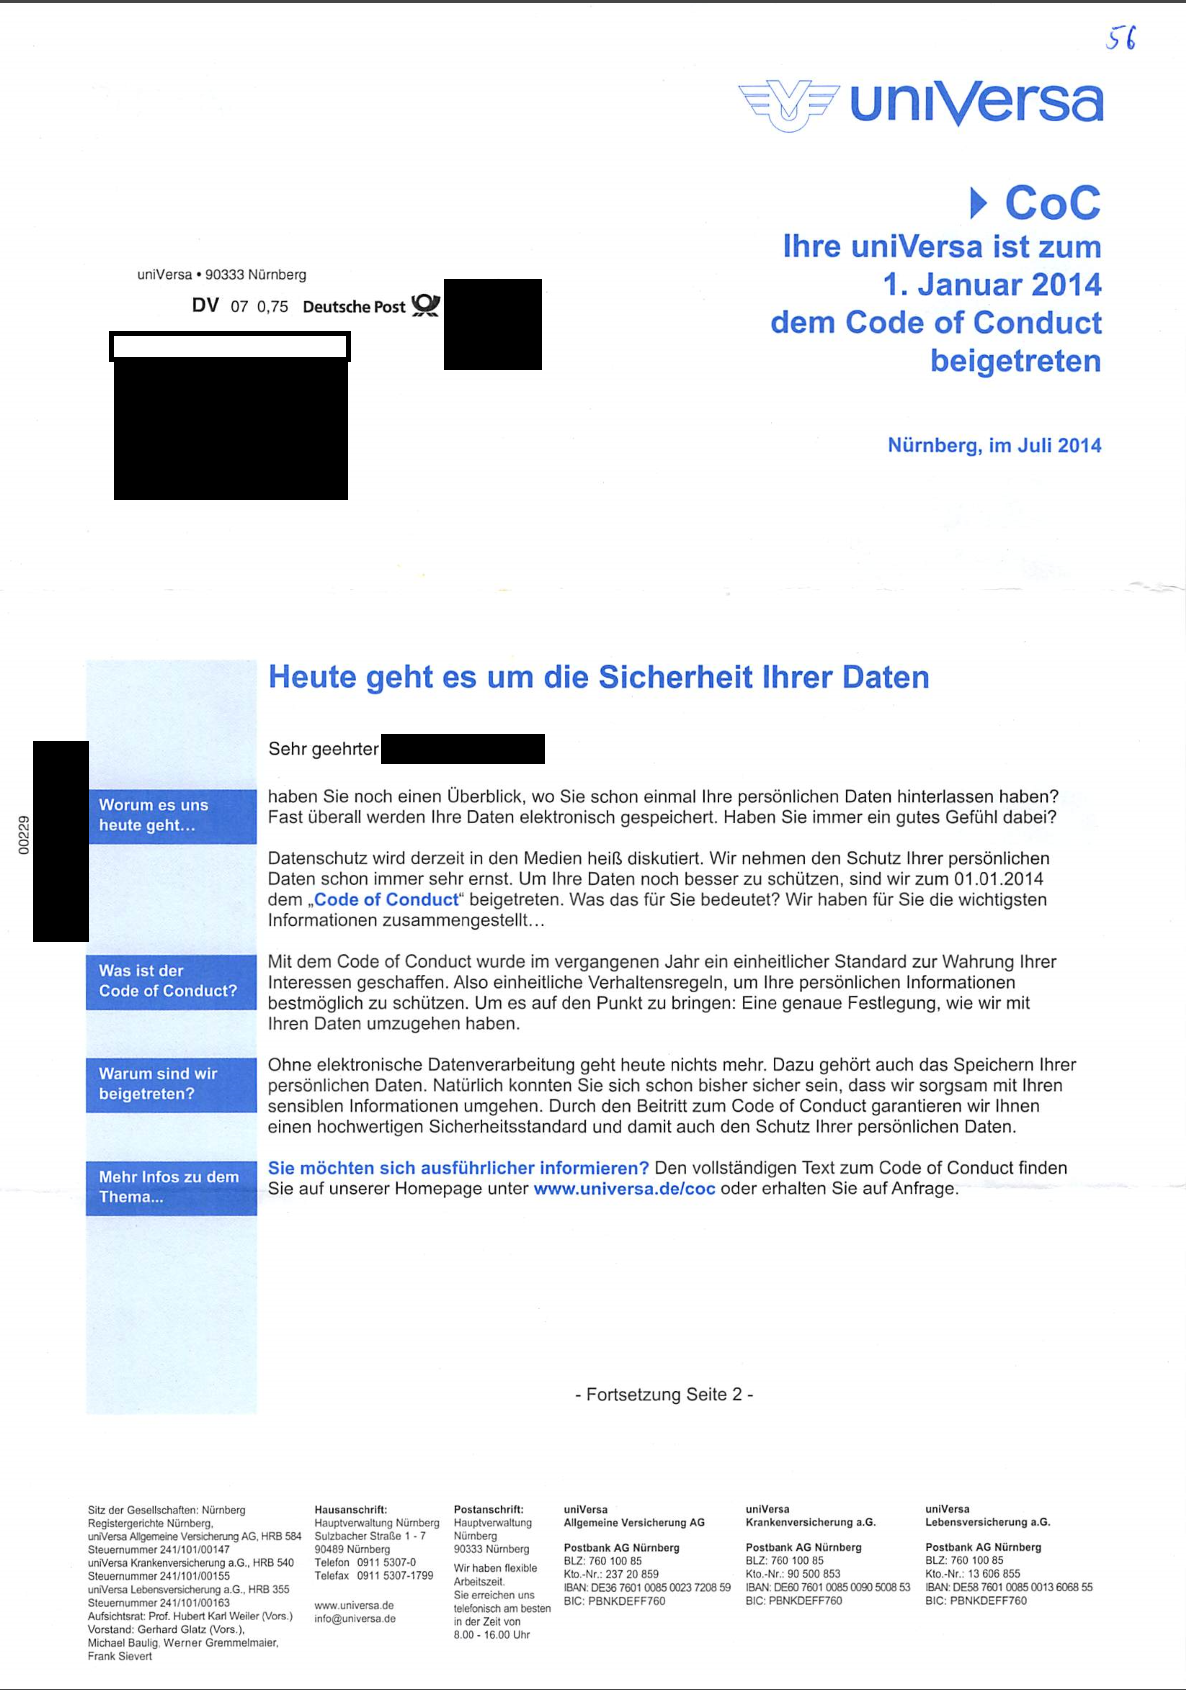 56
uniVersa
CoC
Ihre uniVersa ist zum
1. Januar 2014
dem Code of Conduct
beigetreten
uniVersa • 90333 Nürnberg
DV 07 0,75 Deutsche Post
Nürnberg, im Juli 2014
Heute geht es um die Sicherheit Ihrer Daten
Sehr geehrter
00229
Worum es uns
heute geht...
haben Sie noch einen Überblick, wo Sie schon einmal Ihre persönlichen Daten hinterlassen haben?
Fast überall werden Ihre Daten elektronisch gespeichert. Haben Sie immer ein gutes Gefühl dabei?
Datenschutz wird derzeit in den Medien heiß diskutiert. Wir nehmen den Schutz Ihrer persönlichen
Daten schon immer sehr ernst. Um Ihre Daten noch besser zu schützen, sind wir zum 01.01.2014
dem „Code of Conduct“ beigetreten. Was das für Sie bedeutet? Wir haben für Sie die wichtigsten
Informationen zusammengestellt...
Was ist der
Code of Conduct?
Mit dem Code of Conduct wurde im vergangenen Jahr ein einheitlicher Standard zur Wahrung Ihrer
Interessen geschaffen. Also einheitliche Verhaltensregeln, um Ihre persönlichen Informationen
bestmöglich zu schützen. Um es auf den Punkt zu bringen: Eine genaue Festlegung, wie wir mit
Ihren Daten umzugehen haben.
Warum sind wir
beigetreten?
Ohne elektronische Datenverarbeitung geht heute nichts mehr. Dazu gehört auch das Speichern Ihrer
persönlichen Daten. Natürlich konnten Sie sich schon bisher sicher sein, dass wir sorgsam mit Ihren
sensiblen Informationen umgehen. Durch den Beitritt zum Code of Conduct garantieren wir Ihnen
einen hochwertigen Sicherheitsstandard und damit auch den Schutz Ihrer persönlichen Daten.
Mehr Infos zu dem
Thema...
Sie möchten sich ausführlicher informieren? Den vollständigen Text zum Code of Conduct finden
Sie auf unserer Homepage unter www.universa.de/coc oder erhalten Sie auf Anfrage.
- Fortsetzung Seite 2 -
Sitz der Gesellschaften: Nürnberg
Registergerichte Nürnberg,
uniVersa Allgemeine Versicherung AG, HRB 584
Steuernummer 241/101/00147
uniVersa Krankenversicherung a.G., HRB 540
Steuernummer 241/101/00155
uniVersa Lebensversicherung a.G., HRB 355
Steuernummer 241/101/00163
Aufsichtsrat: Prof. Hubert Karl Weiler (Vors.)
Vorstand: Gerhard Glatz (Vors.),
Michael Baulig, Werner Gremmelmaier,
Frank Sievert
Hausanschrift:
Hauptverwaltung Nürnberg
Sulzbacher Straße 1 - 7
90489 Nürnberg
Telefon 0911 5307-0
Telefax 0911 5307-1799
www.universa.de
info@universa.de
Postanschrift:
Hauptverwaltung
Nürnberg
90333 Nürnberg
Wir haben flexible
Arbeitszeit.
Sie erreichen uns
telefonisch am besten
in der Zeit von
8.00 - 16.00 Uhr
uniVersa
Allgemeine Versicherung AG
Postbank AG Nürnberg
BLZ: 760 100 85
Kto.-Nr.: 237 20 859
IBAN: DE36 7601 0085 0023 7208 59
BIC: PBNKDEFF760
uniVersa
Krankenversicherung a.G.
Postbank AG Nürnberg
BLZ: 760 100 85
Kto.-Nr.: 90 500 853
IBAN: DE60 7601 0085 0090 5008 53
BIC: PBNKDEFF760
uniVersa
Lebensversicherung a.G.
Postbank AG Nürnberg
BLZ: 760 100 85
Kto.-Nr.: 13 606 855
IBAN: DE58 7601 0085 0013 6068 55
BIC: PBNKDEFF760